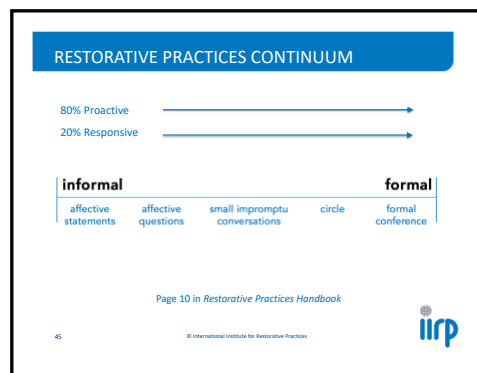 RESTORATIVE PRACTICES CONTINUUM
80% Proactive
20% Responsive
informal formal
affective statements
affective questions
small impromptu conversations
circle
formal conference
Page 10 in Restorative Practices Handbook
45
© International Institute for Restorative Practices
iirp